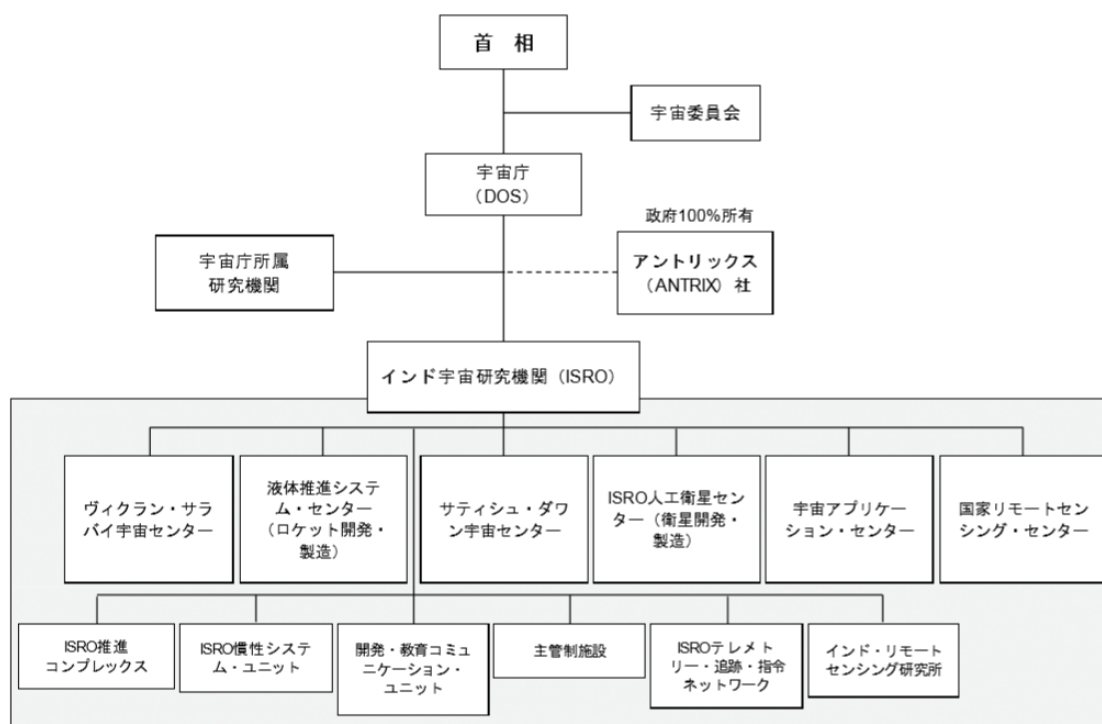 首 相
宇宙委員会
宇宙庁
（DOS）
政府100%所有
宇宙庁所属
研究機関
アントリックス
（ANTRIX）社
インド宇宙研究機関（ISRO）
ヴィクラン・サラ
バイ宇宙センター
液体推進システ
ム・センター
（ロケット開発・
製造）
サティシュ・ダワ
ン宇宙センター
ISRO人工衛星セン
ター（衛星開発・
製造）
宇宙アプリケー
ション・センター
国家リモートセン
シング・センター
ISRO推進
コンプレックス
ISRO慣性システ
ム・ユニット
開発・教育コミュ
ニケーション・
ユニット
主管制施設
ISROテレメト
リー・追跡・指令
ネットワーク
インド・リモート
センシング研究所